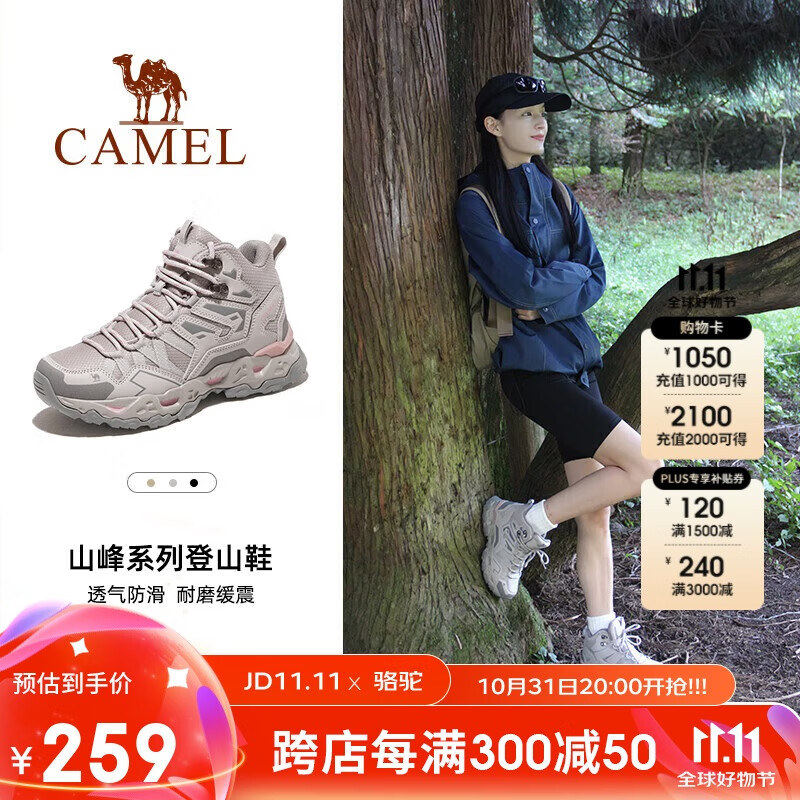 CAMEL
山峰系列登山鞋
透气防滑 耐磨缓震
11.11
全球好物节
购物卡
¥1050
充值1000可得
¥2100
充值2000可得
PLUS专享补贴券
¥120
满1500减
¥240
满3000减
预估到手价
¥259
JD11.11 x 骆驼
10月31日20:00开抢!!!
跨店每满300减50
11.11
全球好物节